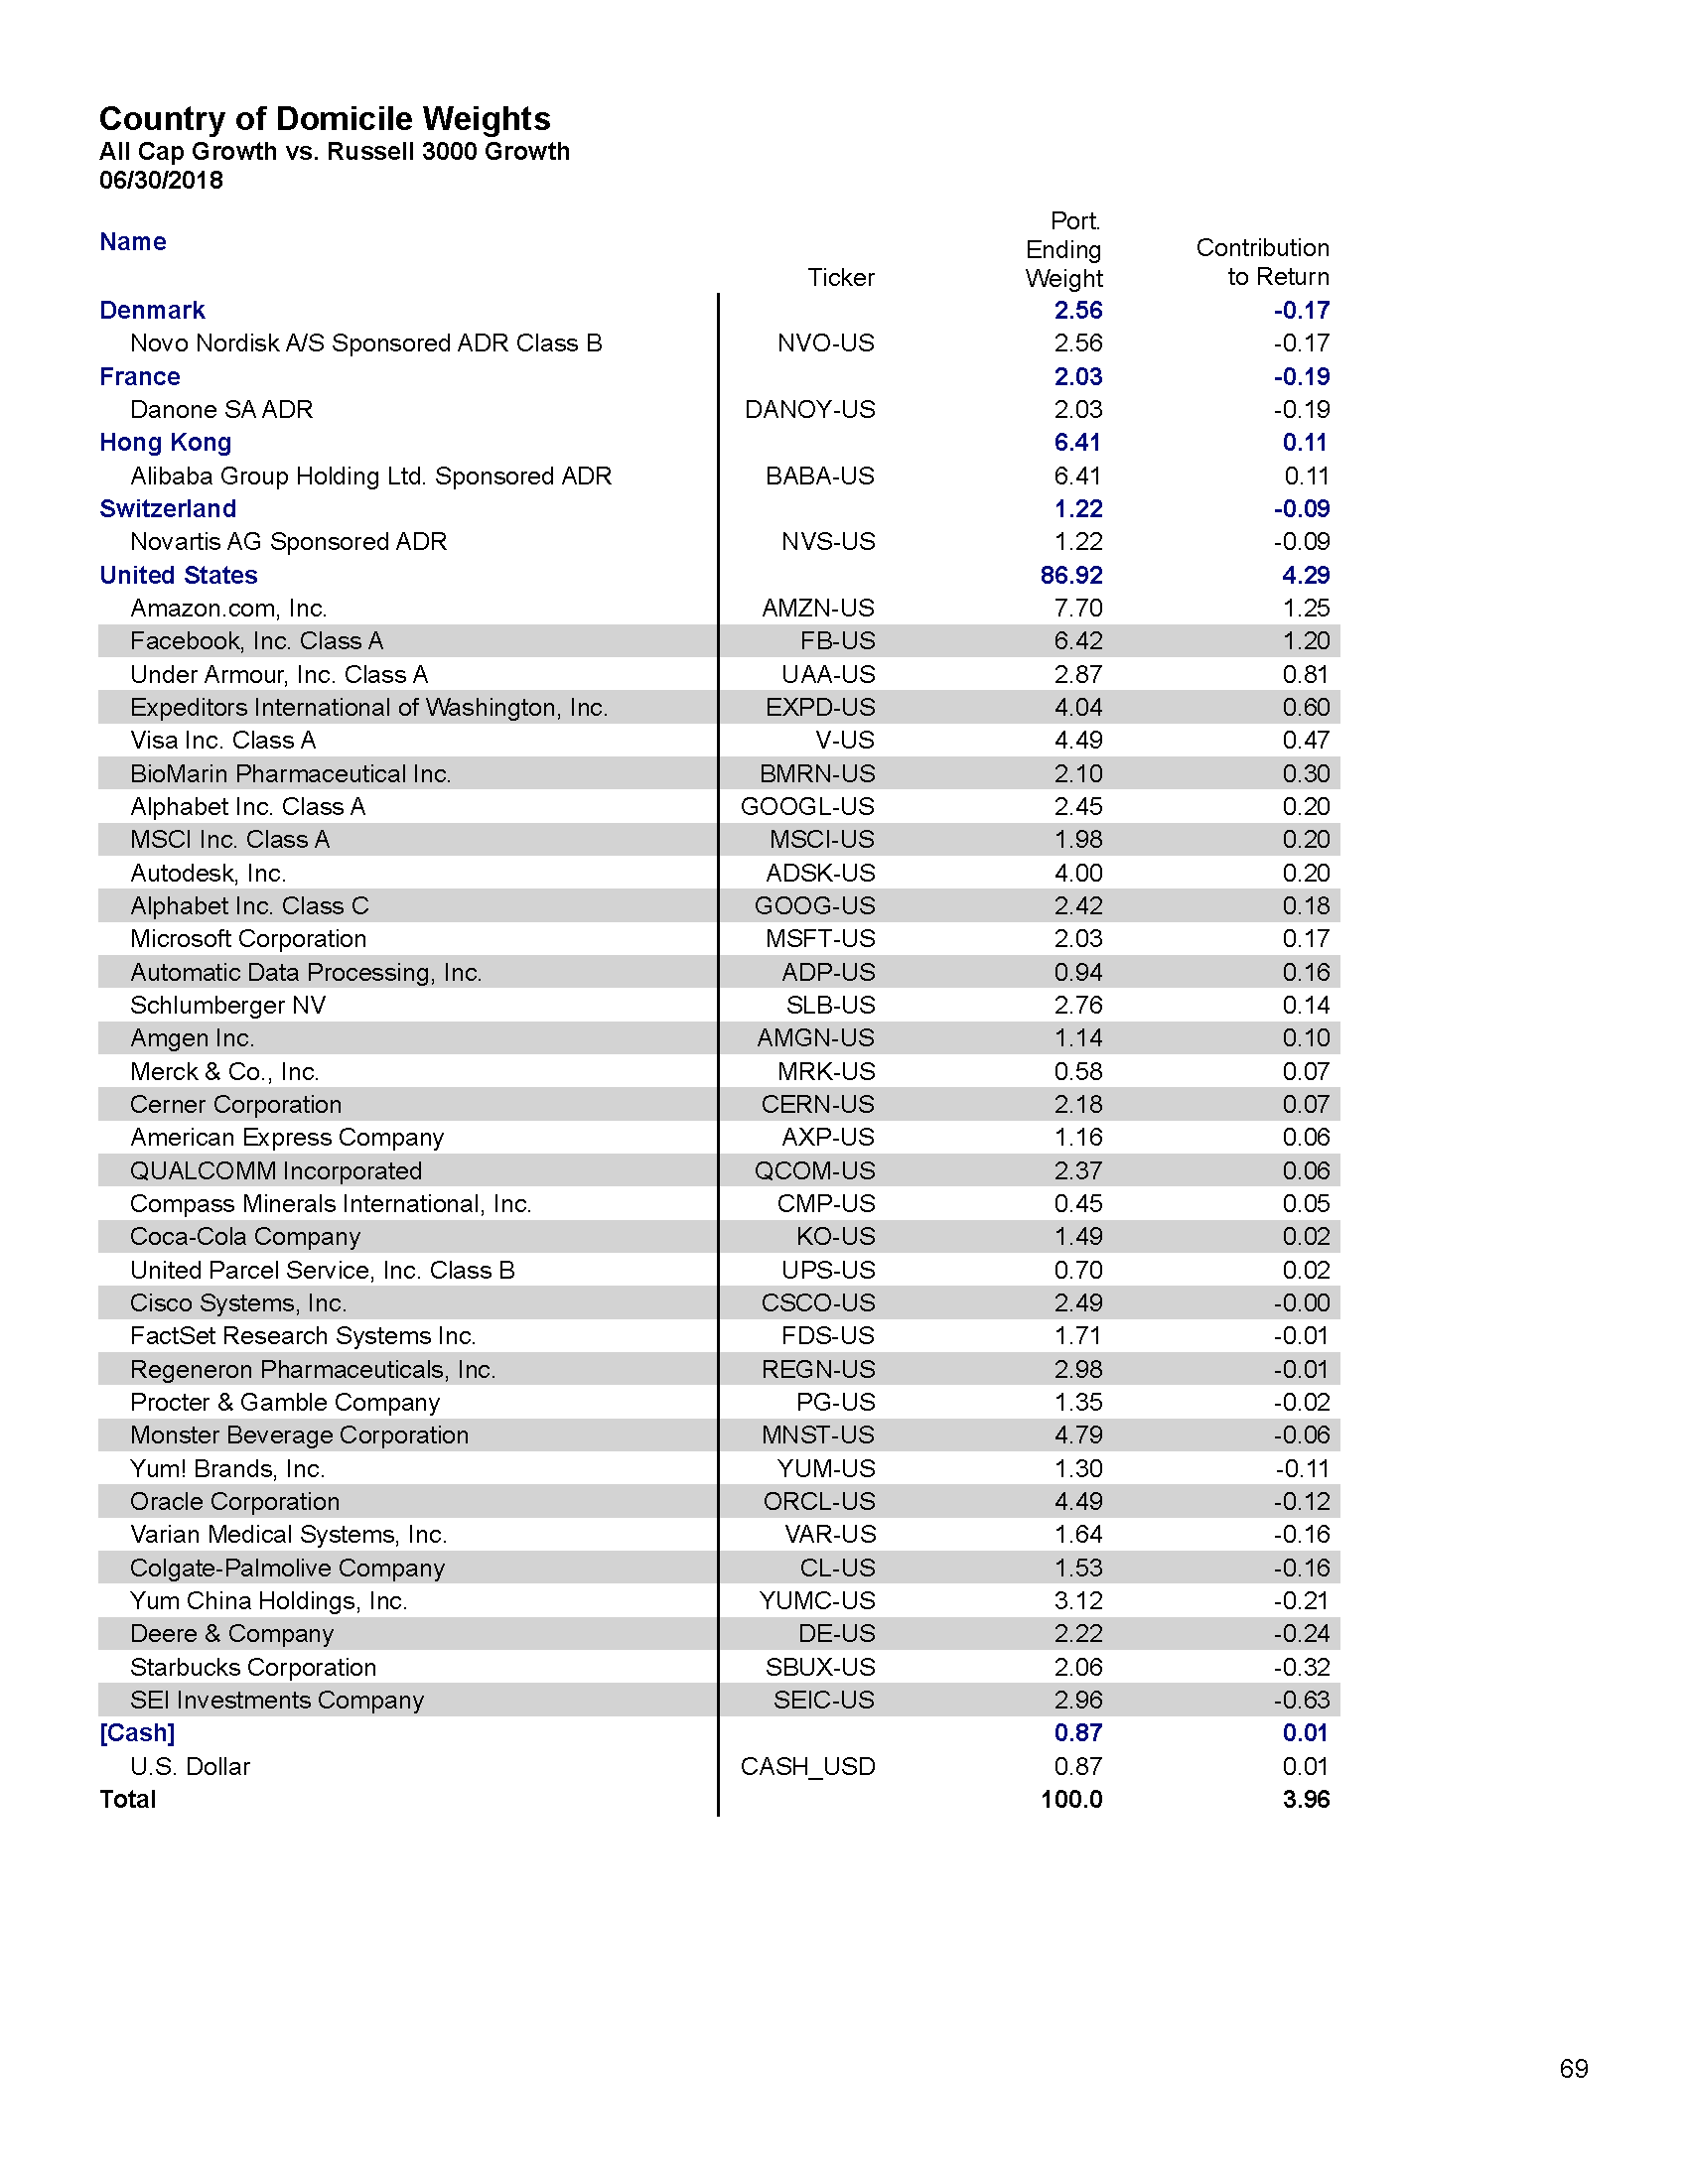 Country of Domicile Weights
All Cap Growth vs. Russell 3000 Growth
06/30/2018
Name Ticker Port. Ending Weight Contribution to Return
Denmark 2.56 -0.17
Novo Nordisk A/S Sponsored ADR Class B NVO-US 2.56 -0.17
France 2.03 -0.19
Danone SA ADR DANOY-US 2.03 -0.19
Hong Kong 6.41 0.11
Alibaba Group Holding Ltd. Sponsored ADR BABA-US 6.41 0.11
Switzerland 1.22 -0.09
Novartis AG Sponsored ADR NVS-US 1.22 -0.09
United States 86.92 4.29
Amazon.com, Inc. AMZN-US 7.70 1.25
Facebook, Inc. Class A FB-US 6.42 1.20
Under Armour, Inc. Class A UAA-US 2.87 0.81
Expeditors International of Washington, Inc. EXPD-US 4.04 0.60
Visa Inc. Class A V-US 4.49 0.47
BioMarin Pharmaceutical Inc. BMRN-US 2.10 0.30
Alphabet Inc. Class A GOOGL-US 2.45 0.20
MSCI Inc. Class A MSCI-US 1.98 0.20
Autodesk, Inc. ADSK-US 4.00 0.20
Alphabet Inc. Class C GOOG-US 2.42 0.18
Microsoft Corporation MSFT-US 2.03 0.17
Automatic Data Processing, Inc. ADP-US 0.94 0.16
Schlumberger NV SLB-US 2.76 0.14
Amgen Inc. AMGN-US 1.14 0.10
Merck & Co., Inc. MRK-US 0.58 0.07
Cerner Corporation CERN-US 2.18 0.07
American Express Company AXP-US 1.16 0.06
QUALCOMM Incorporated QCOM-US 2.37 0.06
Compass Minerals International, Inc. CMP-US 0.45 0.05
Coca-Cola Company KO-US 1.49 0.02
United Parcel Service, Inc. Class B UPS-US 0.70 0.02
Cisco Systems, Inc. CSCO-US 2.49 -0.00
FactSet Research Systems Inc. FDS-US 1.71 -0.01
Regeneron Pharmaceuticals, Inc. REGN-US 2.98 -0.01
Procter & Gamble Company PG-US 1.35 -0.02
Monster Beverage Corporation MNST-US 4.79 -0.06
Yum! Brands, Inc. YUM-US 1.30 -0.11
Oracle Corporation ORCL-US 4.49 -0.12
Varian Medical Systems, Inc. VAR-US 1.64 -0.16
Colgate-Palmolive Company CL-US 1.53 -0.16
Yum China Holdings, Inc. YUMC-US 3.12 -0.21
Deere & Company DE-US 2.22 -0.24
Starbucks Corporation SBUX-US 2.06 -0.32
SEI Investments Company SEIC-US 2.96 -0.63
[Cash] 0.87 0.01
U.S. Dollar CASH_USD 0.87 0.01
Total 100.0 3.96
69